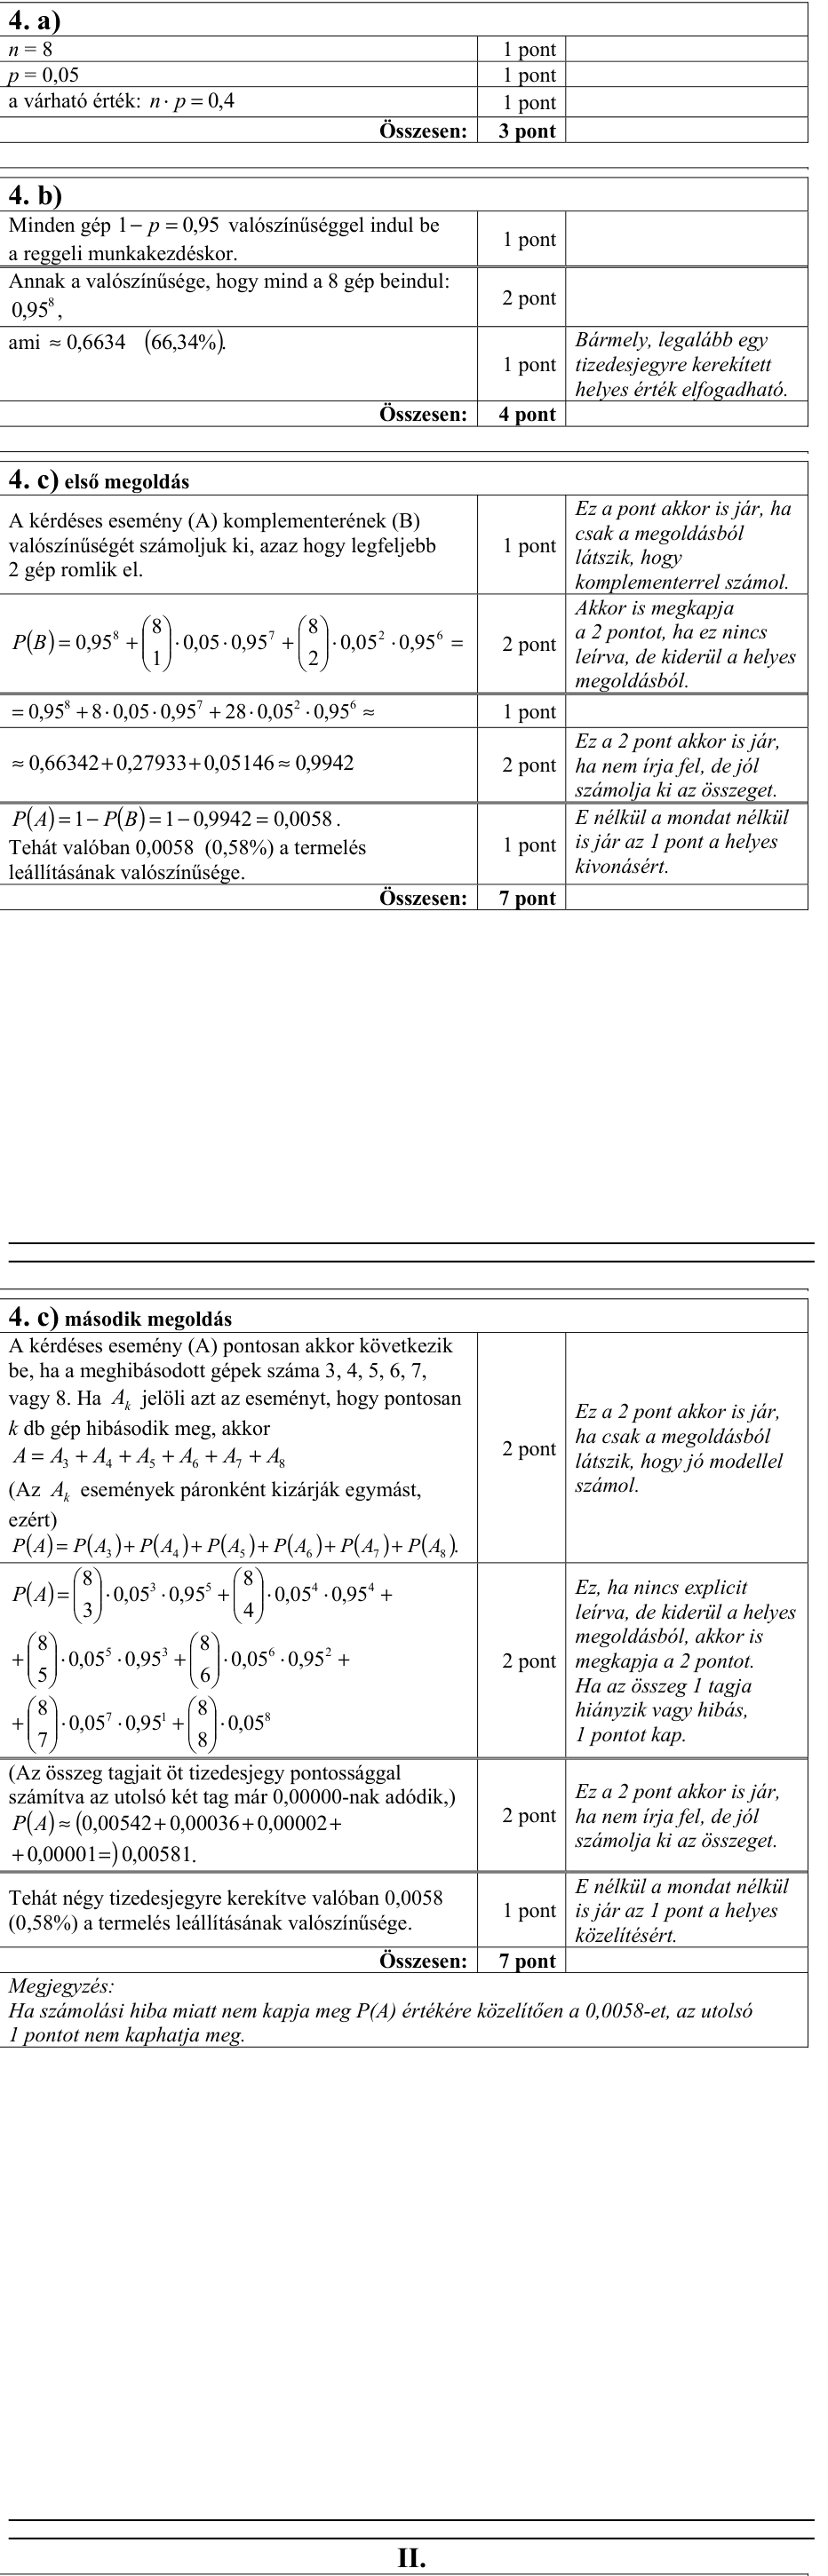 4. a)
n = 8 1 pont
p = 0,05 1 pont
a várható érték: n · p = 0,4 1 pont
Összesen: 3 pont
4. b)
Minden gép 1 − p = 0,95 valószínűséggel indul be
a reggeli munkakezdéskor.
1 pont
Annak a valószínűsége, hogy mind a 8 gép beindul:
0,95⁸ ,
2 pont
ami ≈ 0,6634 (66,34%).
1 pont
Bármely, legalább egy
tizedesjegyre kerekített
helyes érték elfogadható.
Összesen: 4 pont
4. c) első megoldás
A kérdéses esemény (A) komplementerének (B)
valószínűségét számoljuk ki, azaz hogy legfeljebb
2 gép romlik el.
1 pont
Ez a pont akkor is jár, ha
csak a megoldásból
látszik, hogy
komplementerrel számol.
P(B) = 0,95⁸ + (8 1) · 0,05 · 0,95⁷ + (8 2) · 0,05² · 0,95⁶ =
2 pont
Akkor is megkapja
a 2 pontot, ha ez nincs
leírva, de kiderül a helyes
megoldásból.
= 0,95⁸ + 8 · 0,05 · 0,95⁷ + 28 · 0,05² · 0,95⁶ ≈ 1 pont
≈ 0,66342 + 0,27933 + 0,05146 ≈ 0,9942
2 pont
Ez a 2 pont akkor is jár,
ha nem írja fel, de jól
számolja ki az összeget.
P(A) = 1 − P(B) = 1 − 0,9942 = 0,0058 .
Tehát valóban 0,0058 (0,58%) a termelés
leállításának valószínűsége.
1 pont
E nélkül a mondat nélkül
is jár az 1 pont a helyes
kivonásért.
Összesen: 7 pont
4. c) második megoldás
A kérdéses esemény (A) pontosan akkor következik
be, ha a meghibásodott gépek száma 3, 4, 5, 6, 7,
vagy 8. Ha Aₖ jelöli azt az eseményt, hogy pontosan
k db gép hibásodik meg, akkor
A = A₃ + A₄ + A₅ + A₆ + A₇ + A₈
(Az Aₖ események páronként kizárják egymást,
ezért)
P(A) = P(A₃) + P(A₄) + P(A₅) + P(A₆) + P(A₇) + P(A₈).
2 pont
Ez a 2 pont akkor is jár,
ha csak a megoldásból
látszik, hogy jó modellel
számol.
P(A) = (8 3) · 0,05³ · 0,95⁵ + (8 4) · 0,05⁴ · 0,95⁴ +
+ (8 5) · 0,05⁵ · 0,95³ + (8 6) · 0,05⁶ · 0,95² +
+ (8 7) · 0,05⁷ · 0,95¹ + (8 8) · 0,05⁸
2 pont
Ez, ha nincs explicit
leírva, de kiderül a helyes
megoldásból, akkor is
megkapja a 2 pontot.
Ha az összeg 1 tagja
hiányzik vagy hibás,
1 pontot kap.
(Az összeg tagjait öt tizedesjegy pontossággal
számítva az utolsó két tag már 0,00000-nak adódik,)
P(A) ≈ (0,00542 + 0,00036 + 0,00002 +
+ 0,00001 =) 0,00581.
2 pont
Ez a 2 pont akkor is jár,
ha nem írja fel, de jól
számolja ki az összeget.
Tehát négy tizedesjegyre kerekítve valóban 0,0058
(0,58%) a termelés leállításának valószínűsége.
1 pont
E nélkül a mondat nélkül
is jár az 1 pont a helyes
közelítésért.
Összesen: 7 pont
Megjegyzés:
Ha számolási hiba miatt nem kapja meg P(A) értékére közelítően a 0,0058-et, az utolsó
1 pontot nem kaphatja meg.
II.